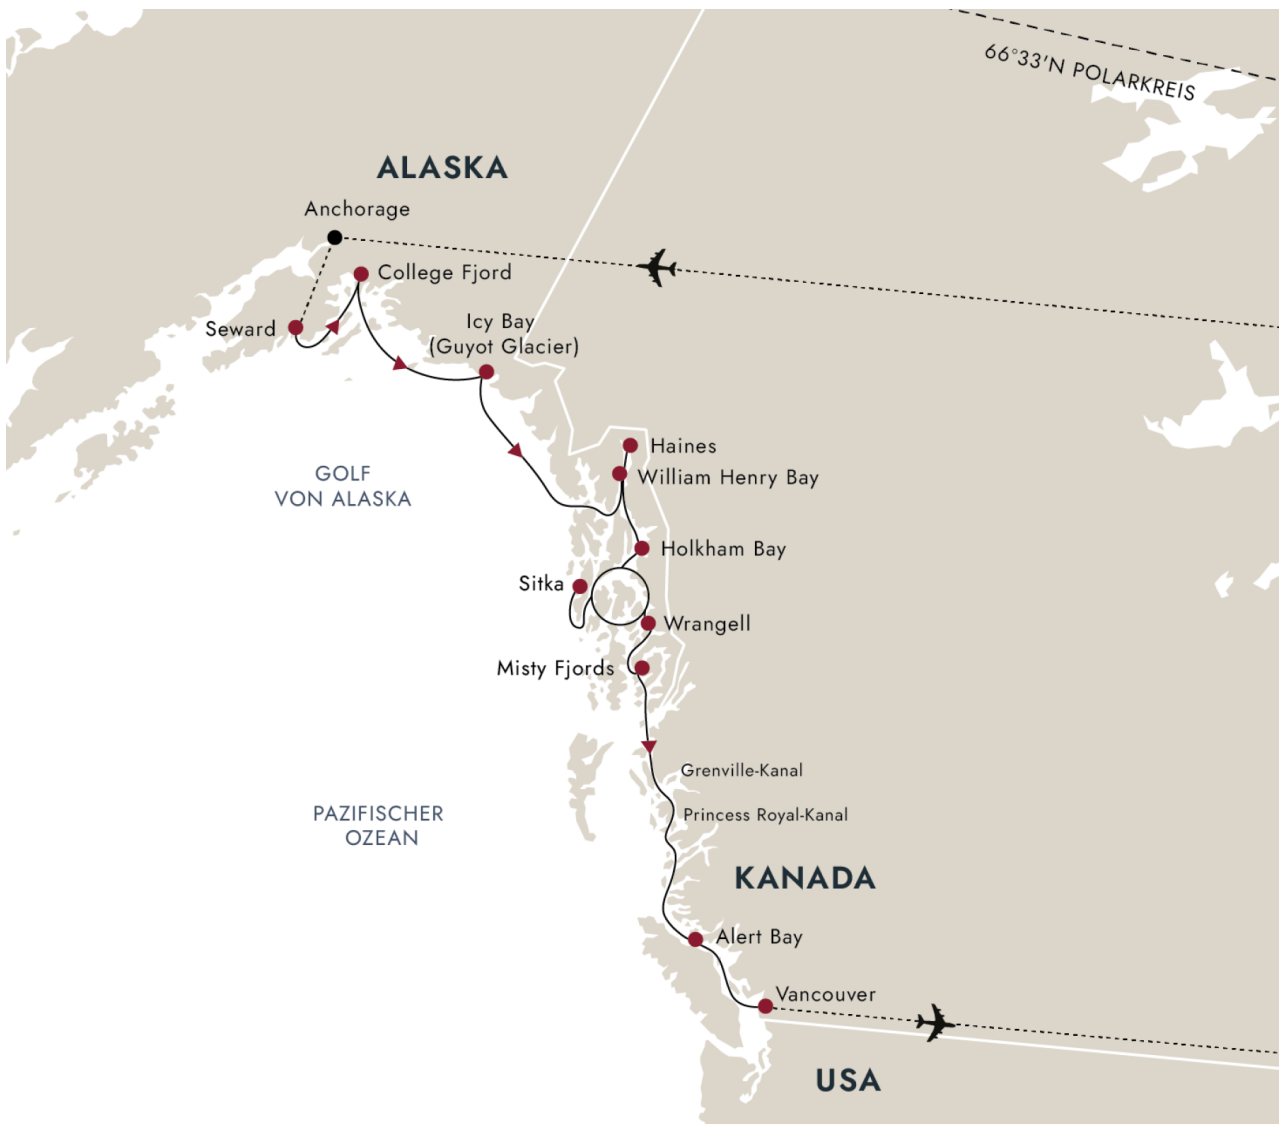 66°33'N POLARKREIS
ALASKA
Anchorage
College Fjord
Seward
Icy Bay
(Guyot Glacier)
Haines
William Henry Bay
GOLF
VON ALASKA
Holkham Bay
Sitka
Wrangell
Misty Fjords
Grenville-Kanal
Princess Royal-Kanal
PAZIFISCHER
OZEAN
KANADA
Alert Bay
Vancouver
USA